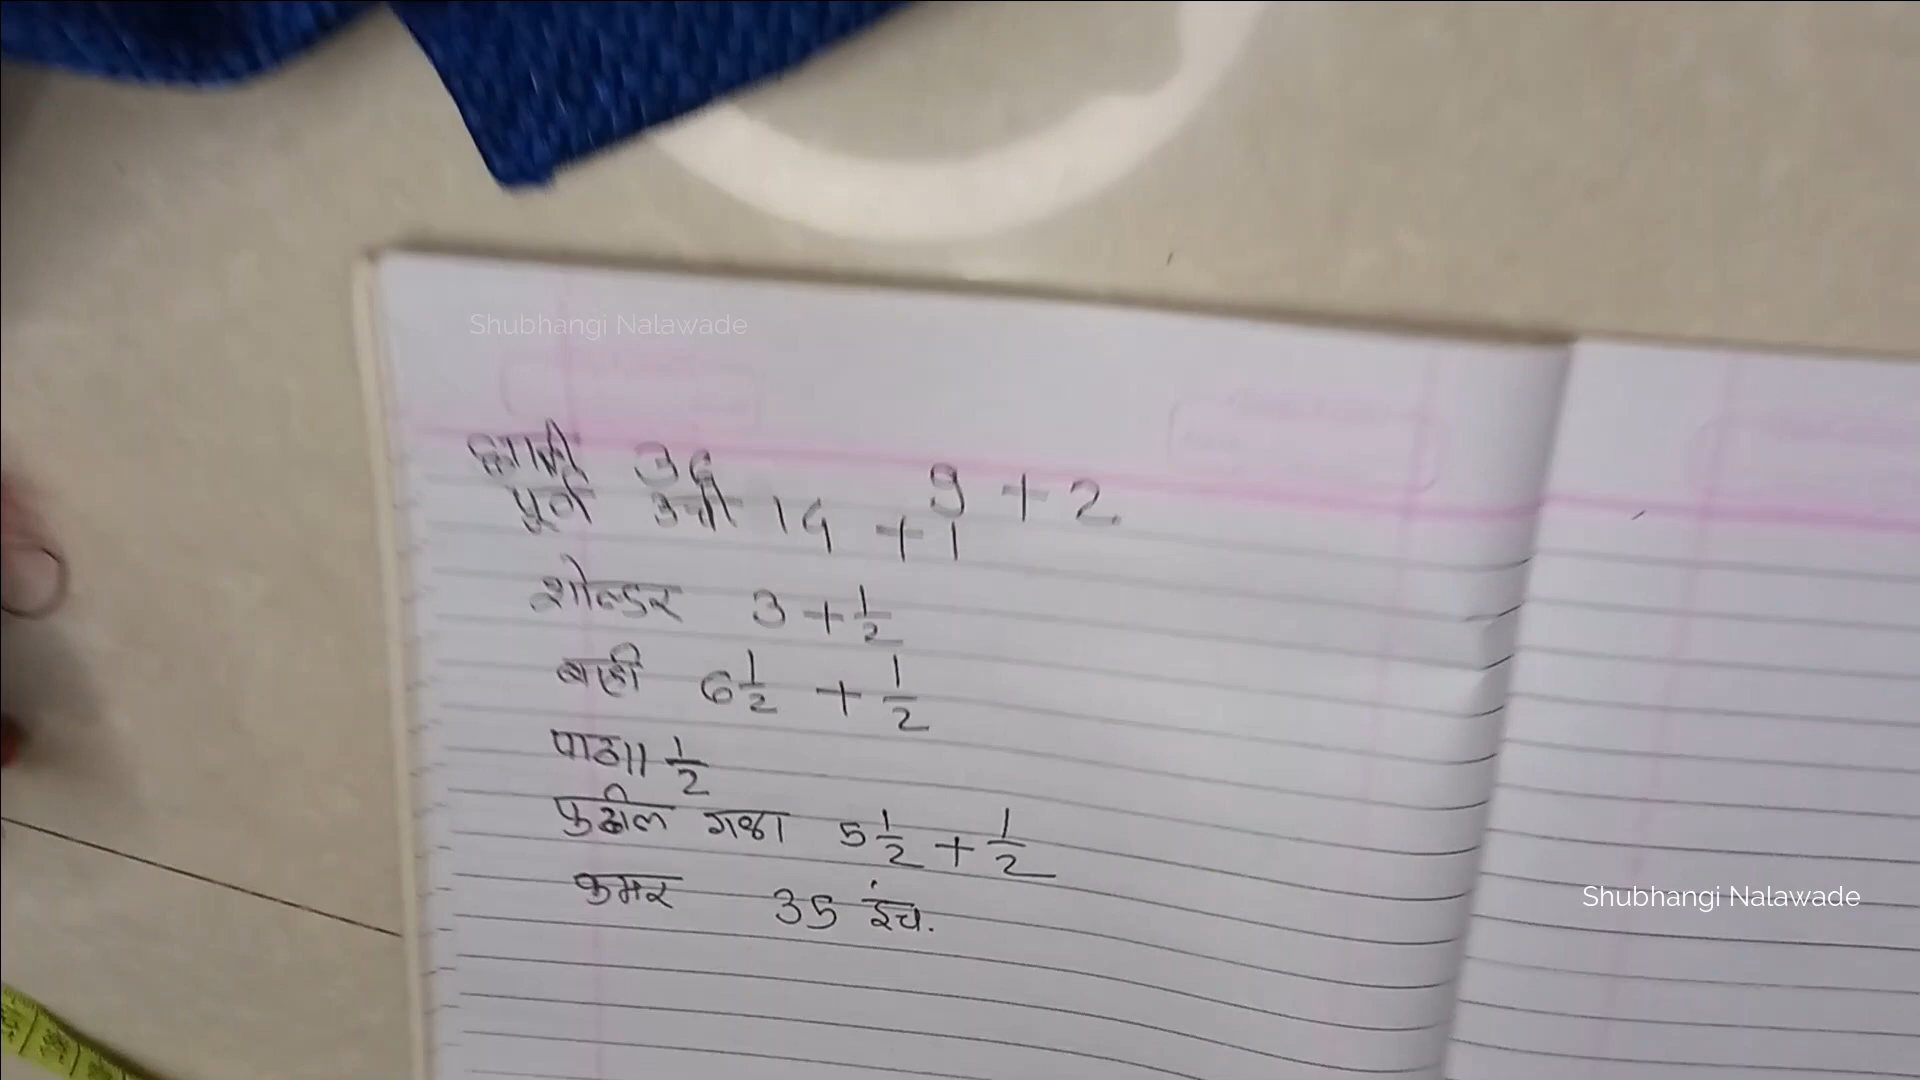 Shubhangi Nalawade
छाती 36 9 + 2
पूर्ण उंची 14 + 1
शोल्डर 3 + 1/2
बाही 6 1/2 + 1/2
पाठ 11 1/2
पुढील गळा 5 1/2 + 1/2
कमर 35 इंच.
Shubhangi Nalawade